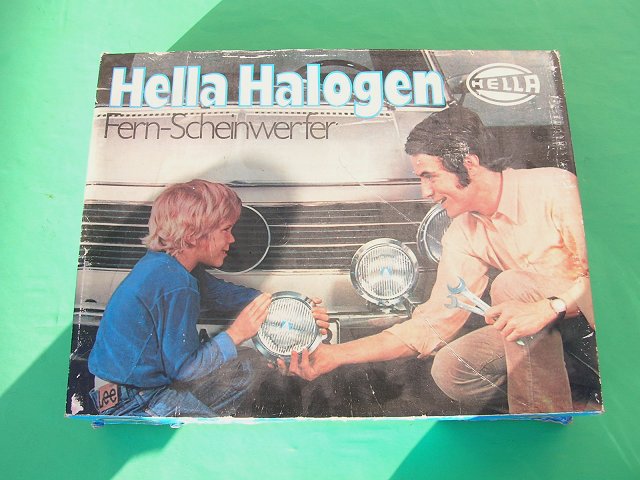 Hella Halogen
HELLA
Fern-Scheinwerfer
Lee